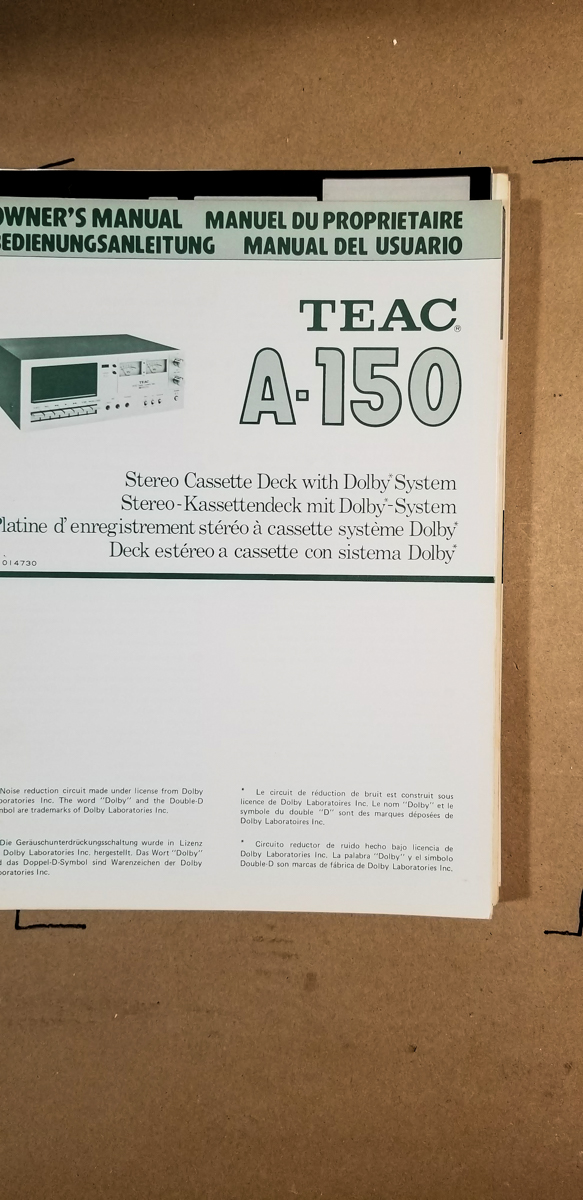 OWNER'S MANUAL MANUEL DU PROPRIETAIRE
BEDIENUNGSANLEITUNG MANUAL DEL USUARIO
TEAC®
A-150
TEAC
Stereo Cassette Deck with Dolby* System
Stereo-Kassettendeck mit Dolby*-System
Platine d'enregistrement stéréo à cassette système Dolby*
Deck estéreo a cassette con sistema Dolby*
014730
Noise reduction circuit made under license from Dolby
boratories Inc. The word "Dolby" and the Double-D
mbol are trademarks of Dolby Laboratories Inc.
* Le circuit de réduction de bruit est construit sous
licence de Dolby Laboratoires Inc. Le nom "Dolby" et le
symbole du double "D" sont des marques déposées de
Dolby Laboratoires Inc.
Die Geräuschunterdrückungsschaltung wurde in Lizenz
Dolby Laboratories Inc. hergestellt. Das Wort "Dolby"
d das Doppel-D-Symbol sind Warenzeichen der Dolby
boratories Inc.
* Circuito reductor de ruido hecho bajo licencia de
Dolby Laboratories Inc. La palabra "Dolby" y el símbolo
Double-D son marcas de fábrica de Dolby Laboratories Inc.